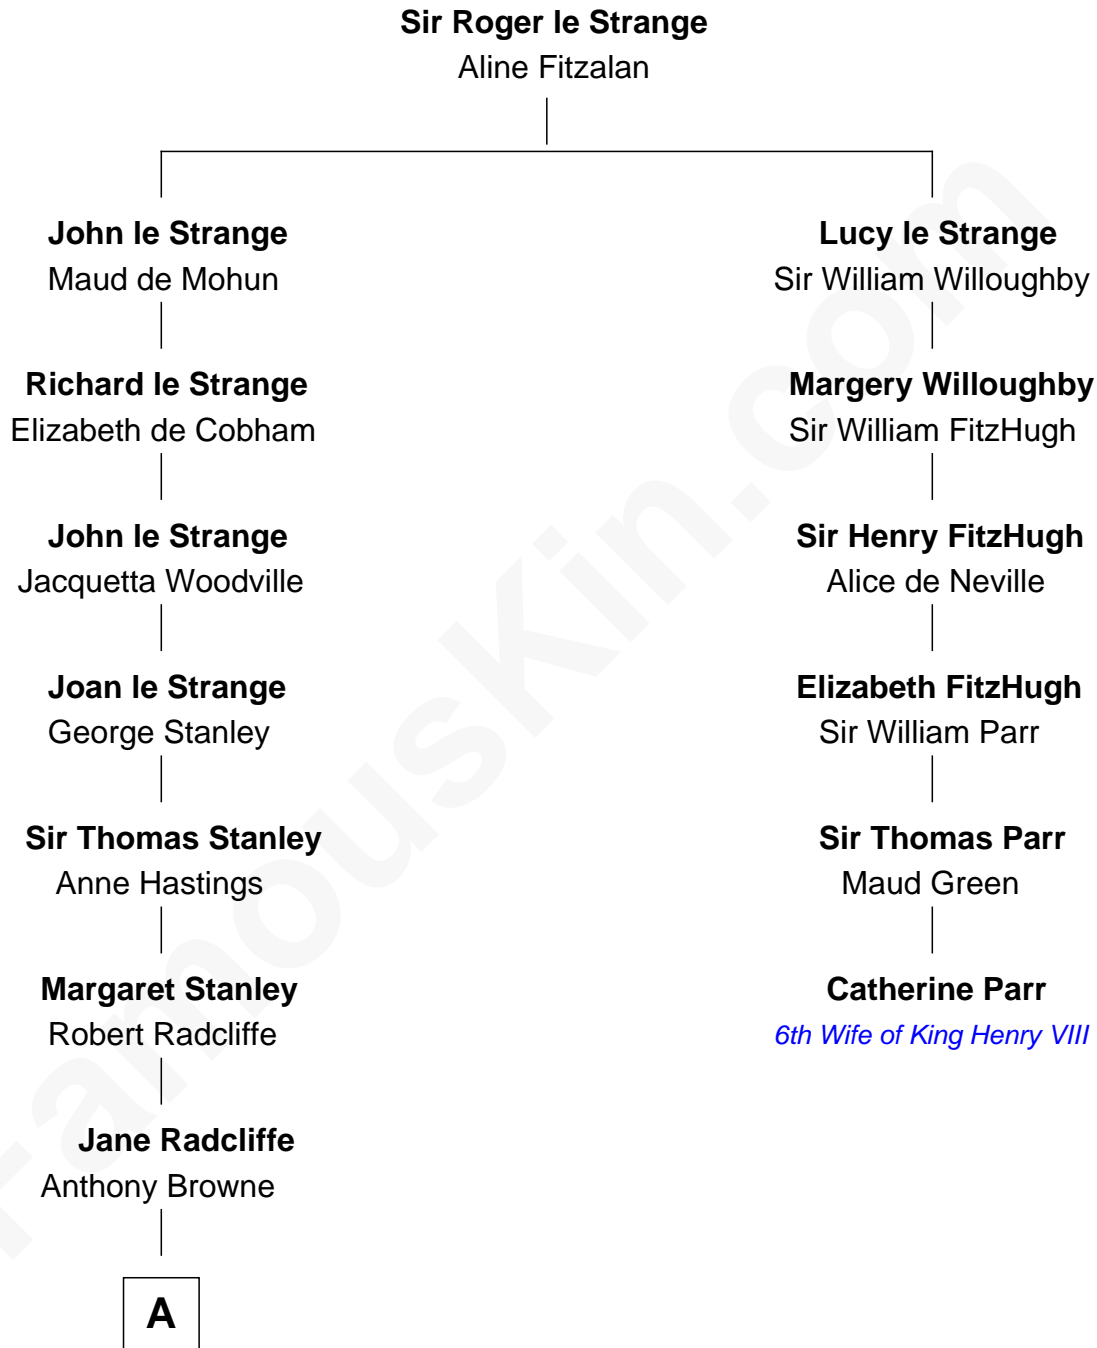 Sir Roger le Strange
Aline Fitzalan
John le Strange
Maud de Mohun
Richard le Strange
Elizabeth de Cobham
John le Strange
Jacquetta Woodville
Joan le Strange
George Stanley
Sir Thomas Stanley
Anne Hastings
Margaret Stanley
Robert Radcliffe
Jane Radcliffe
Anthony Browne
A
Lucy le Strange
Sir William Willoughby
Margery Willoughby
Sir William FitzHugh
Sir Henry FitzHugh
Alice de Neville
Elizabeth FitzHugh
Sir William Parr
Sir Thomas Parr
Maud Green
Catherine Parr
6th Wife of King Henry VIII
FamousKin.com